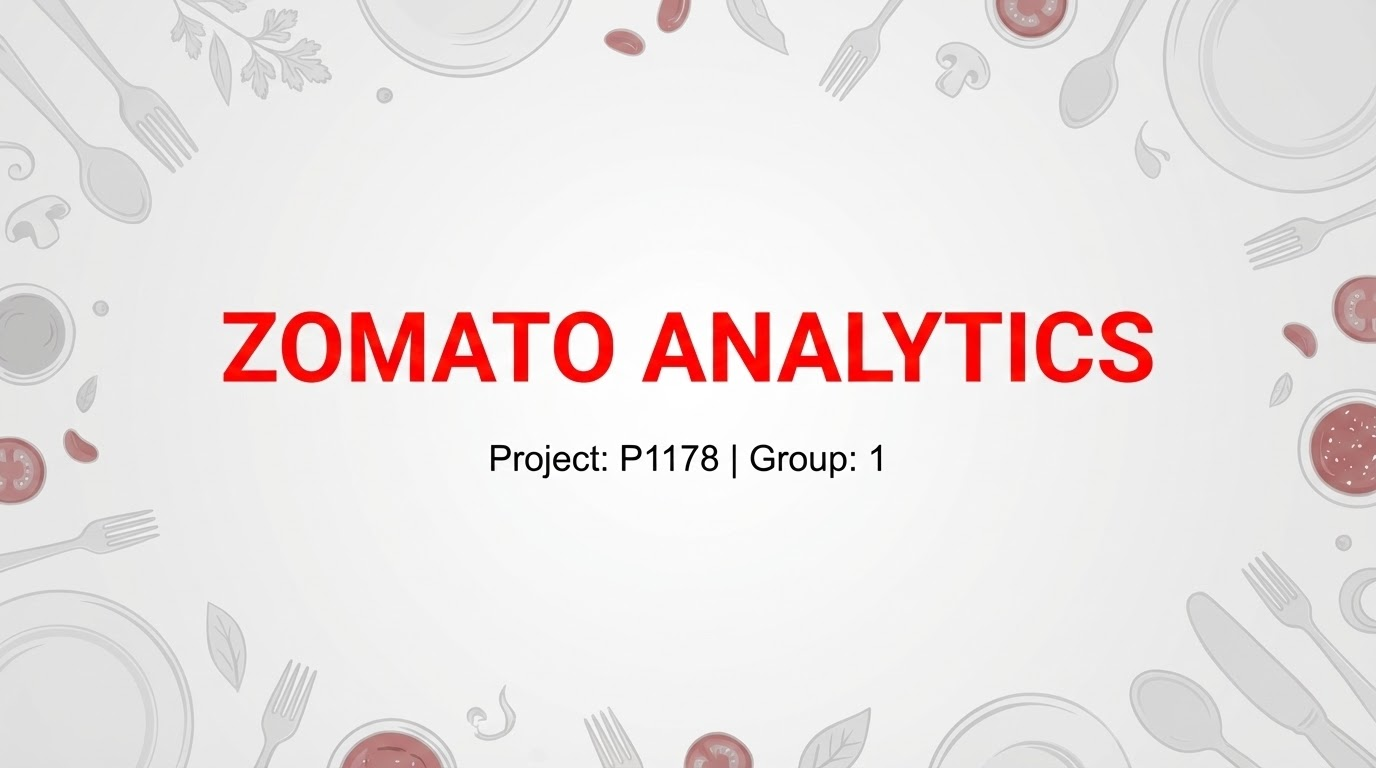 ZOMATO ANALYTICS
Project: P1178 | Group: 1